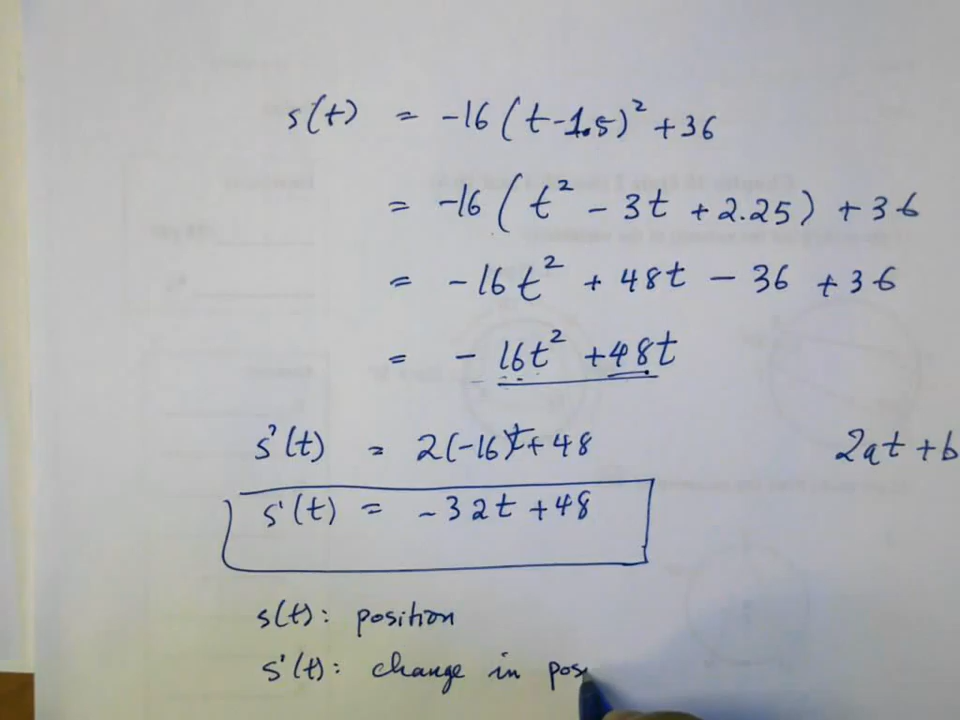 s(t) = -16(t-1.5)² +36
= -16(t² - 3t +2.25) +36
= -16t² +48t - 36 +36
= - 16t² +48t
s'(t) = 2(-16)t+48
2at +b
s'(t) = -32t +48
s(t): position
s'(t): change in pos